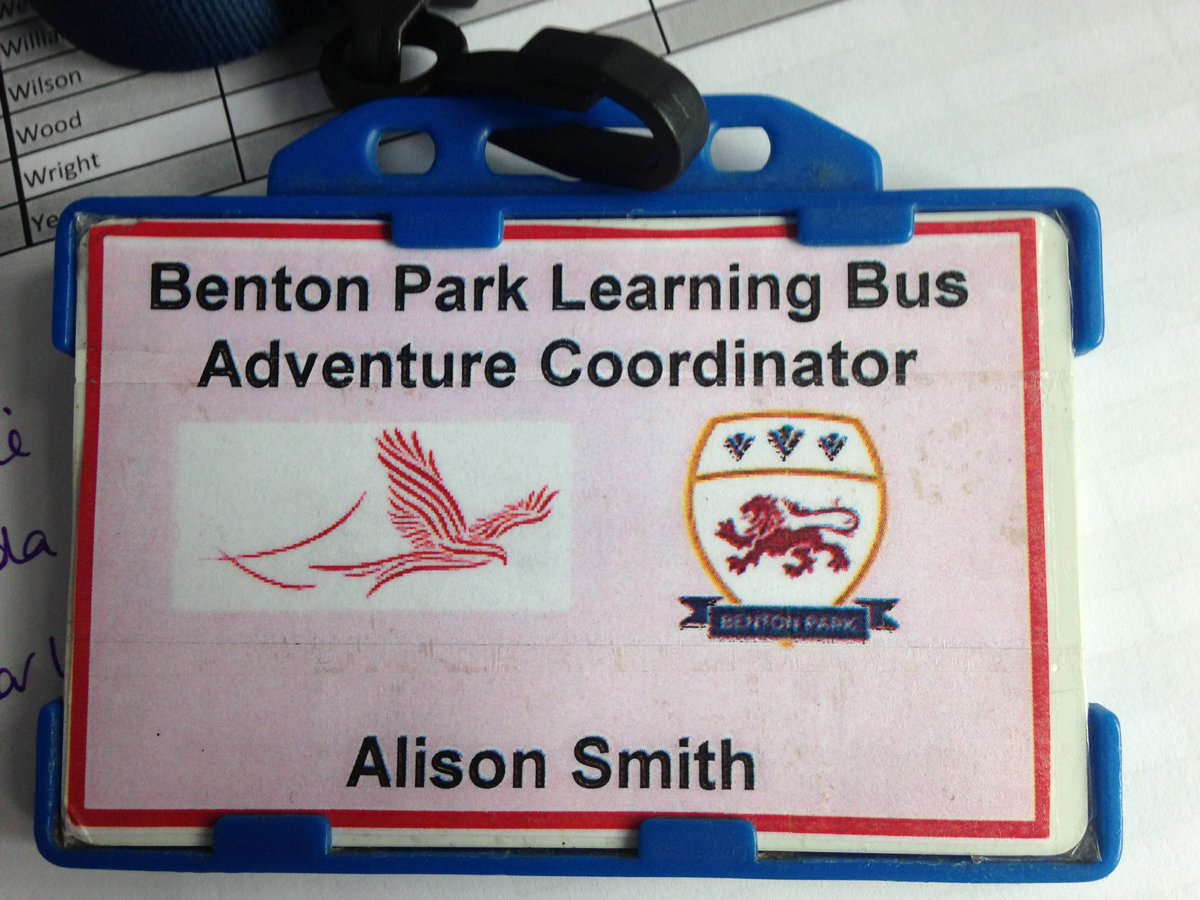 Wilson
Wood
Wright
Benton Park Learning Bus
Adventure Coordinator
BENTON PARK
Alison Smith